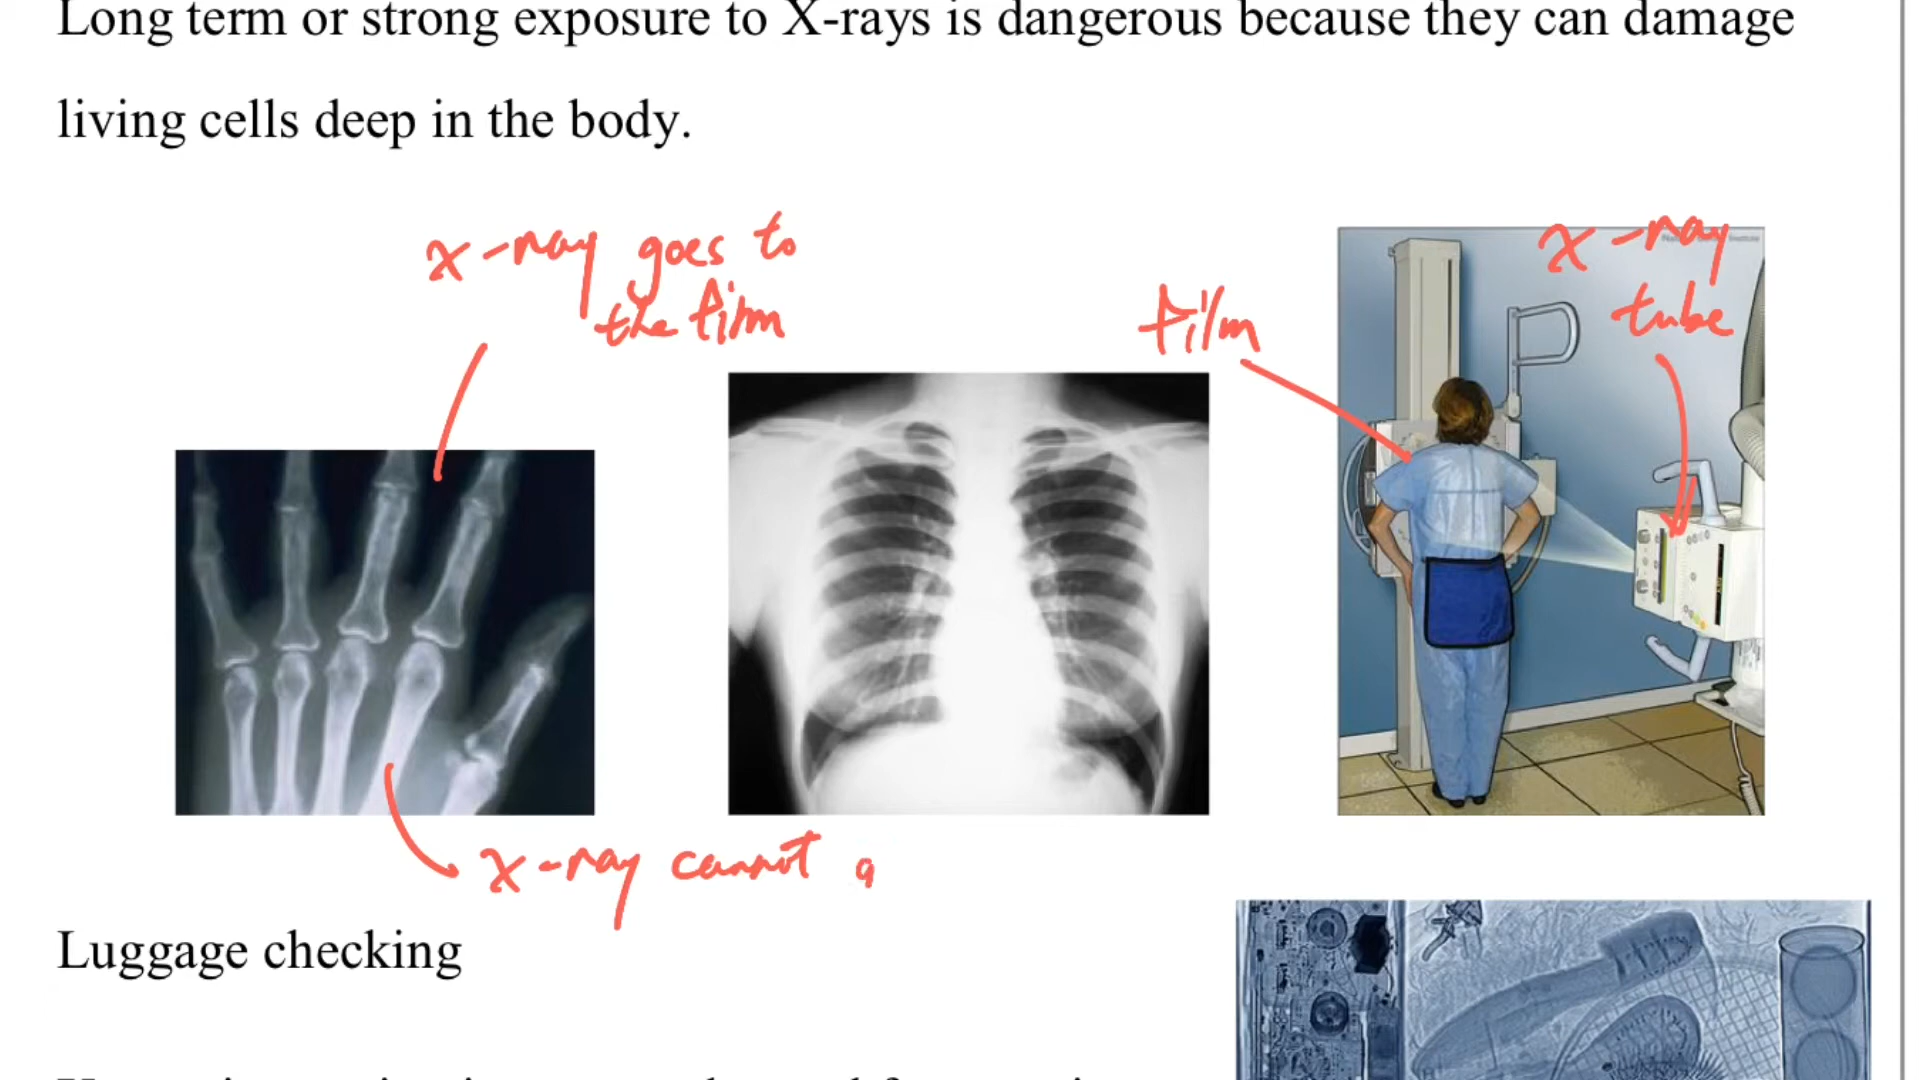 Long term or strong exposure to X-rays is dangerous because they can damage
living cells deep in the body.
x-ray goes to
the film
film
x-ray
tube
x-ray cannot
Luggage checking